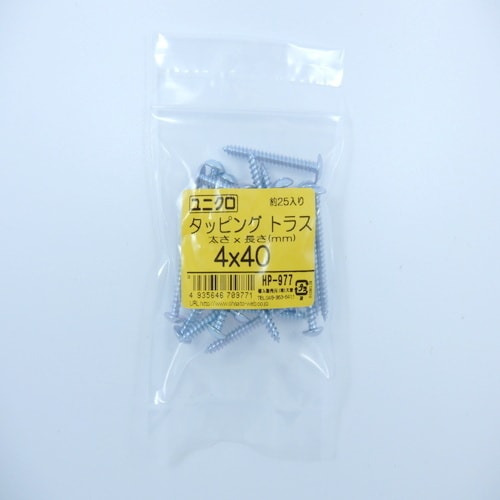 ユニクロ 約25入り
タッピング トラス
太さ x 長さ(mm)
4x40
HP-977
4 935646 709771